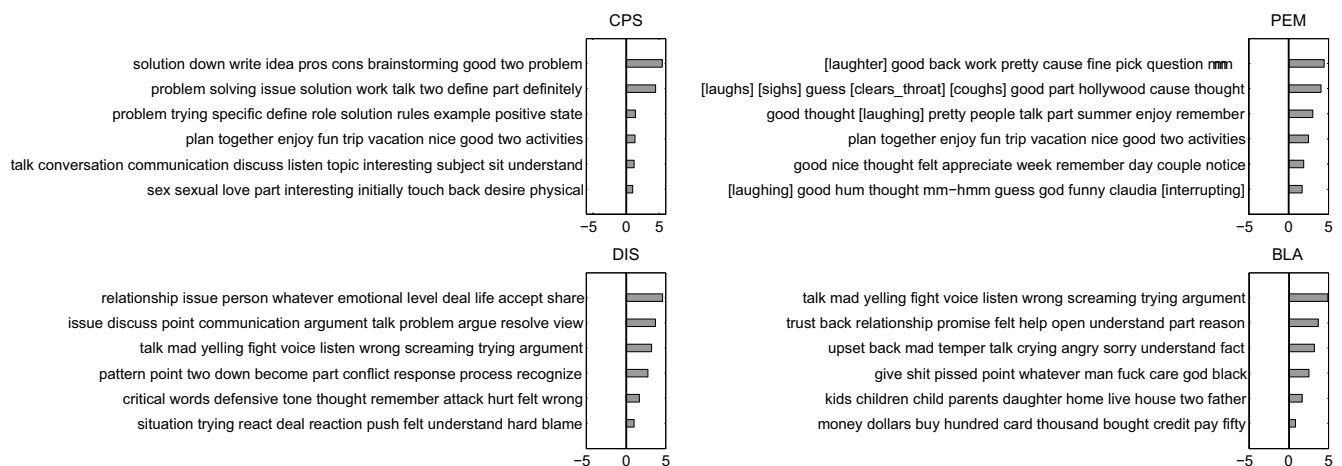 CPS
solution down write idea pros cons brainstorming good two problem
problem solving issue solution work talk two define part definitely
problem trying specific define role solution rules example positive state
plan together enjoy fun trip vacation nice good two activities
talk conversation communication discuss listen topic interesting subject sit understand
sex sexual love part interesting initially touch back desire physical
−5 0 5
PEM
[laughter] good back work pretty cause fine pick question
[laughs] [sighs] guess [clears_throat] [coughs] good part hollywood cause thought
good thought [laughing] pretty people talk part summer enjoy remember
plan together enjoy fun trip vacation nice good two activities
good nice thought felt appreciate week remember day couple notice
[laughing] good hum thought mm−hmm guess god funny claudia [interrupting]
−5 0 5
DIS
relationship issue person whatever emotional level deal life accept share
issue discuss point communication argument talk problem argue resolve view
talk mad yelling fight voice listen wrong screaming trying argument
pattern point two down become part conflict response process recognize
critical words defensive tone thought remember attack hurt felt wrong
situation trying react deal reaction push felt understand hard blame
−5 0 5
BLA
talk mad yelling fight voice listen wrong screaming trying argument
trust back relationship promise felt help open understand part reason
upset back mad temper talk crying angry sorry understand fact
give shit pissed point whatever man fuck care god black
kids children child parents daughter home live house two father
money dollars buy hundred card thousand bought credit pay fifty
−5 0 5